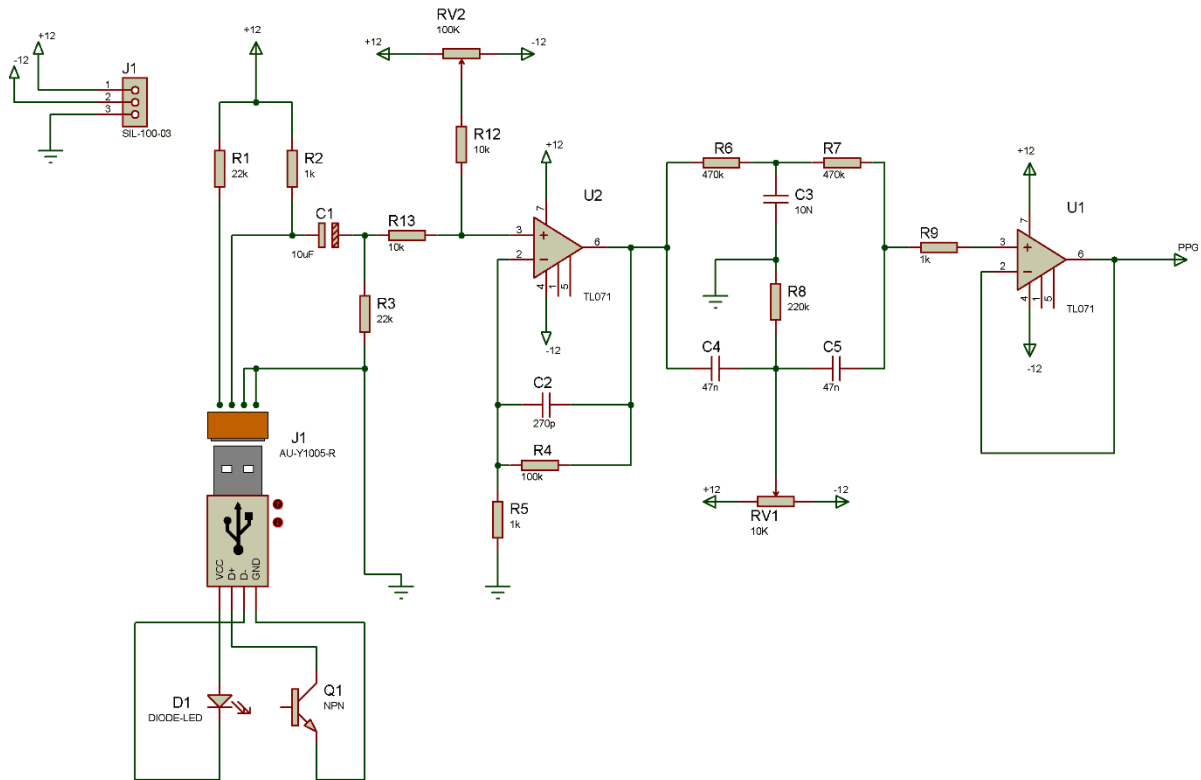 +12
-12
J1
1
2
3
SIL-100-03
+12
R1
22k
R2
1k
C1
10uF
R3
22k
R13
10k
RV2
100K
+12
-12
R12
10k
+12
U2
7
3
2
6
4
1
5
TL071
-12
C2
270p
R4
100k
R5
1k
R6
470k
R7
470k
C3
10N
R8
220k
C4
47n
C5
47n
+12
-12
RV1
10K
R9
1k
+12
U1
7
3
2
6
4
1
5
TL071
-12
PPG
J1
AU-Y1005-R
VCC
D+
D-
GND
D1
DIODE-LED
Q1
NPN